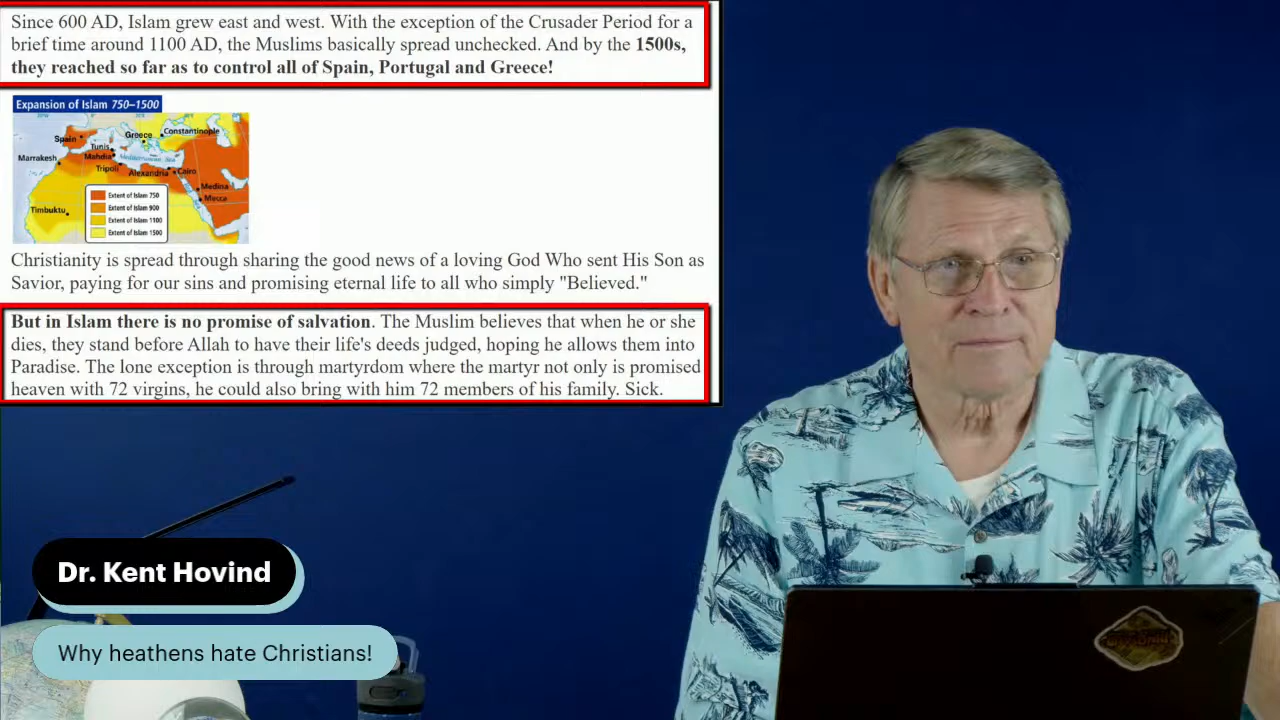 Since 600 AD, Islam grew east and west. With the exception of the Crusader Period for a
brief time around 1100 AD, the Muslims basically spread unchecked. And by the 1500s,
they reached so far as to control all of Spain, Portugal and Greece!
Expansion of Islam 750–1500
Spain
Greece
Constantinople
Tunis
Marrakesh
Mahdia
Mediterranean Sea
Tripoli
Alexandria
Cairo
Medina
Mecca
Timbuktu
Extent of Islam 750
Extent of Islam 900
Extent of Islam 1100
Extent of Islam 1500
Christianity is spread through sharing the good news of a loving God Who sent His Son as
Savior, paying for our sins and promising eternal life to all who simply "Believed."
But in Islam there is no promise of salvation. The Muslim believes that when he or she
dies, they stand before Allah to have their life's deeds judged, hoping he allows them into
Paradise. The lone exception is through martyrdom where the martyr not only is promised
heaven with 72 virgins, he could also bring with him 72 members of his family. Sick.
Dr. Kent Hovind
Why heathens hate Christians!